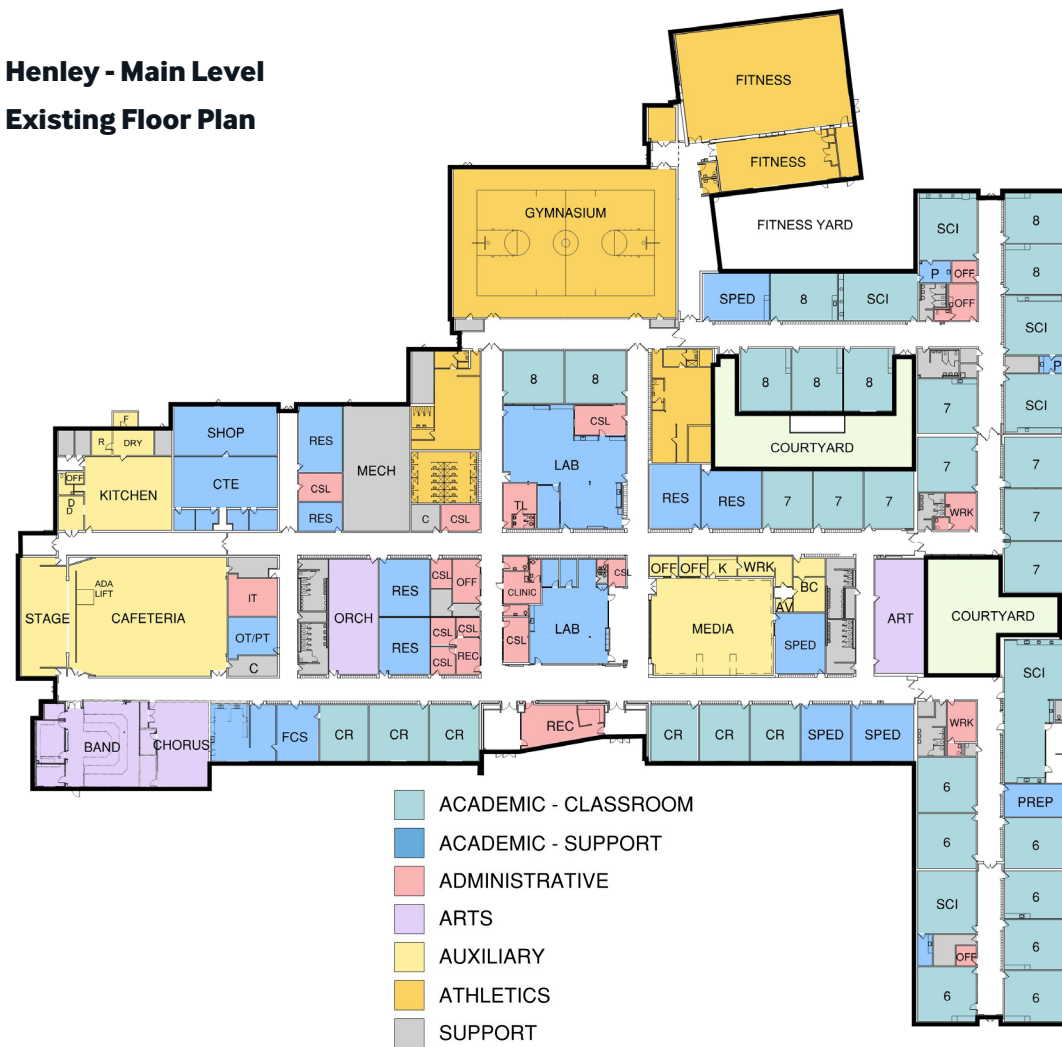 Henley - Main Level
Existing Floor Plan
FITNESS
FITNESS
GYMNASIUM
FITNESS YARD
SCI
8
P
OFF
8
OFF
SPED
8
SCI
SCI
P
8
8
8
8
8
7
SCI
CSL
COURTYARD
F
R
DRY
SHOP
RES
MECH
LAB
OFF
KITCHEN
CTE
CSL
RES
RES
7
7
7
7
7
D
D
RES
C
CSL
TL
WRK
7
STAGE
ADA
LIFT
CAFETERIA
IT
OT/PT
C
ORCH
RES
RES
CSL
OFF
CSL
CSL
CSL
REC
CLINIC
CSL
LAB
CSL
OFF
OFF
K
WRK
BC
AV
MEDIA
SPED
ART
COURTYARD
7
SCI
BAND
CHORUS
FCS
CR
CR
CR
REC
CR
CR
CR
SPED
SPED
WRK
6
PREP
6
6
SCI
6
OFF
6
6
6
ACADEMIC - CLASSROOM
ACADEMIC - SUPPORT
ADMINISTRATIVE
ARTS
AUXILIARY
ATHLETICS
SUPPORT